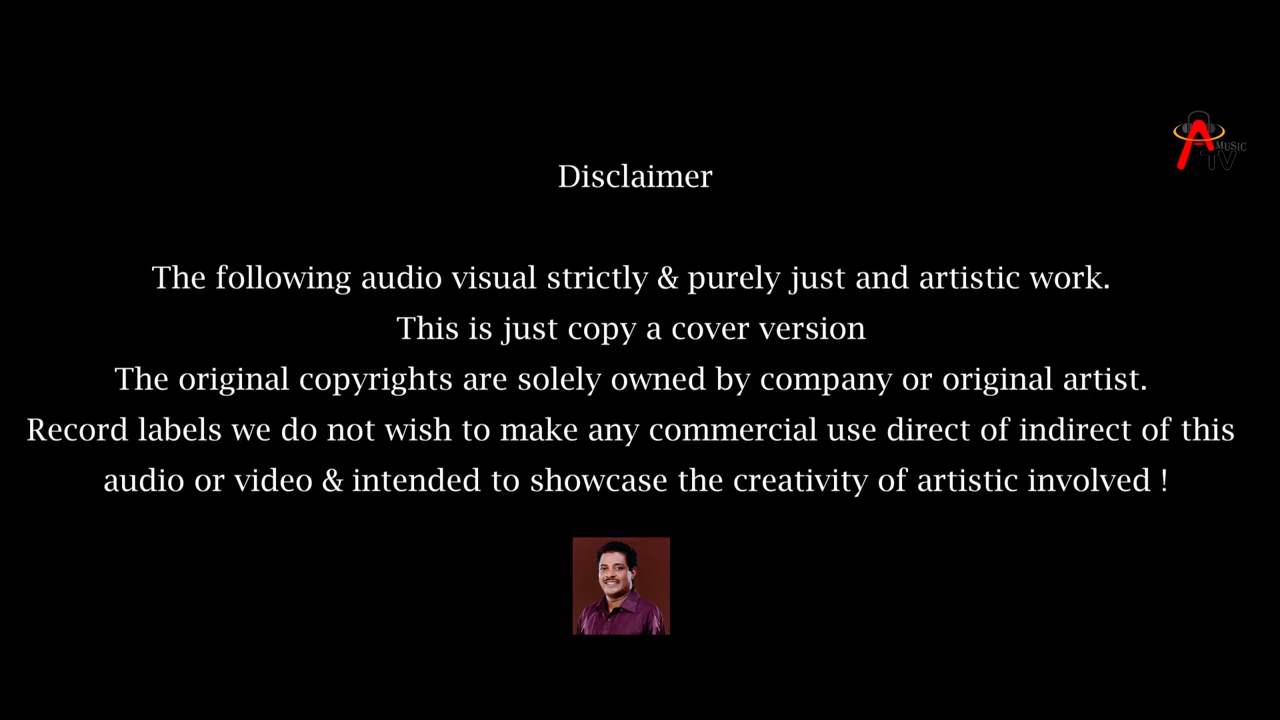 A MUSIC
TV
Disclaimer
The following audio visual strictly & purely just and artistic work.
This is just copy a cover version
The original copyrights are solely owned by company or original artist.
Record labels we do not wish to make any commercial use direct of indirect of this
audio or video & intended to showcase the creativity of artistic involved !